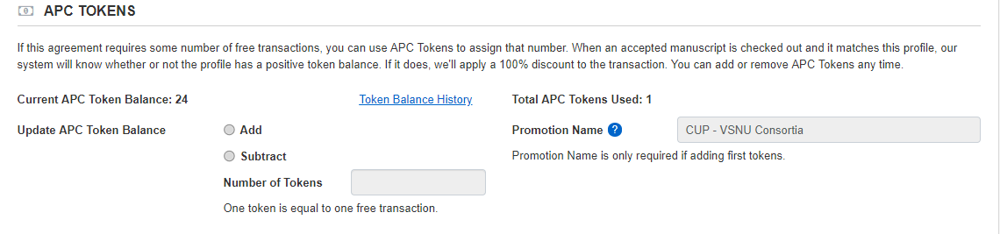 APC TOKENS
If this agreement requires some number of free transactions, you can use APC Tokens to assign that number. When an accepted manuscript is checked out and it matches this profile, our
system will know whether or not the profile has a positive token balance. If it does, we'll apply a 100% discount to the transaction. You can add or remove APC Tokens any time.
Current APC Token Balance: 24 Token Balance History Total APC Tokens Used: 1
Update APC Token Balance Add Promotion Name ? CUP - VSNU Consortia
Subtract Promotion Name is only required if adding first tokens.
Number of Tokens
One token is equal to one free transaction.